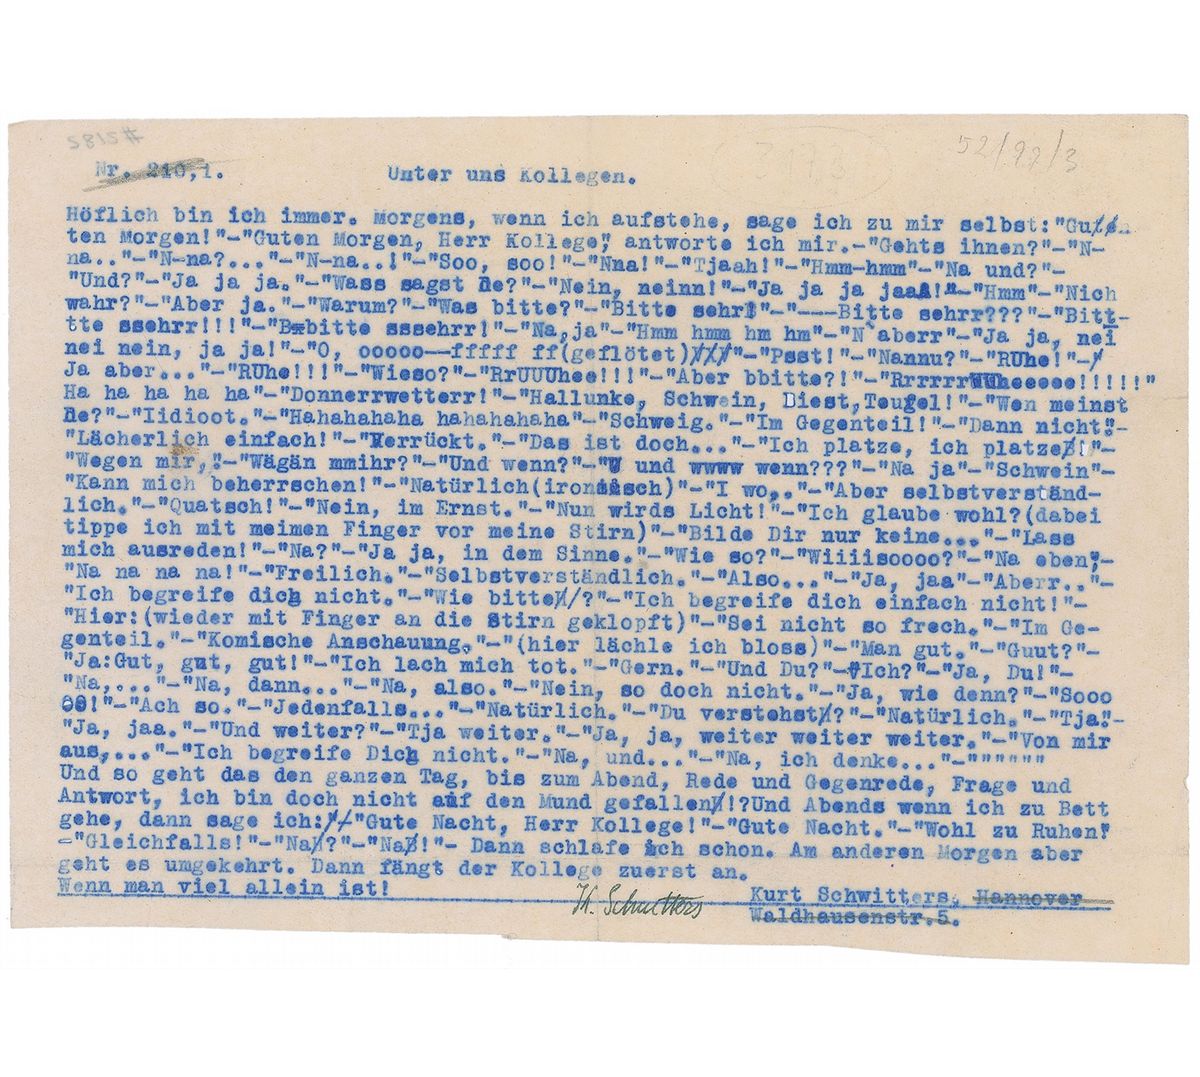 5815#
52/22/3
Nr. 210,1.
Unter uns Kollegen.
Höflich bin ich immer. Morgens, wenn ich aufstehe, sage ich zu mir selbst:"Gu
ten Morgen!"-"Guten Morgen, Herr Kollege", antworte ich mir.-"Gehts ihnen?"-"N-
na.."-"N-na?..."-"N-na..!"-"Soo, soo!"-"Nna!"-"Tjaah!"-"Hmm-hmm"-"Na und?"-
"Und?"-"Ja ja ja."-"Wass sagst De?"-"Nein, neinn!"-"Ja ja ja jaaa!"-"Hmm"-"Nich
wahr?"-"Aber ja."-"Warum?"-"Was bitte?"-"Bitte sehr!"-"---Bitte sehrr???"-"Bitt-
tte ssehrr!!!"-"B-bitte sssehrr!"-"Na,ja"-"Hmm hmm hm hm"-"N`aberr"-"Ja ja, nei
nei nein, ja ja!"-"O, ooooo--fffff ff(geflötet)"-"Psst!"-"Nannu?"-"RUhe!"-
Ja aber..."-"RUhe!!!"-"Wieso?"-"RrUUUhee!!!"-"Aber bbitte?!"-"RrrrrrUUheeeee!!!!!"
Ha ha ha ha ha"-"Donnerrwetterr!"-"Hallunke, Schwein, Diest,Teufel!"-"Wen meinst
De?"-"Iidioot."-"Hahahahaha hahahahaha"-"Schweig."-"Im Gegenteil!"-"Dann nicht!"-
"Lächerlich einfach!"-"Verrückt."-"Das ist doch..."-"Ich platze, ich platze!"-
"Wegen mir,."-"Wägän mmihr?"-"Und wenn?"-"W und wwww wenn???"-"Na ja"-"Schwein"-
"Kann mich beherrschen!"-"Natürlich(ironisch)"-"I wo.."-"Aber selbstverständ-
lich."-"Quatsch!"-"Nein, im Ernst."-"Nun wirds Licht!"-"Ich glaube wohl?(dabei
tippe ich mit meimen Finger vor meine Stirn)"-"Bilde Dir nur keine..."-"Lass
mich ausreden!"-"Na?"-"Ja ja, in dem Sinne."-"Wie so?"-"Wiiiisoooo?"-"Na eben,"-
"Na na na na!"-"Freilich."-"Selbstverständlich."-"Also..."-"Ja, jaa"-"Aberr.."-
"Ich begreife dich nicht."-"Wie bitte?"-"Ich begreife dich einfach nicht!"-
"Hier:(wieder mit Finger an die Stirn geklopft)"-"Sei nicht so frech."-"Im Ge-
genteil."-"Komische Anschauung."-"(hier lächle ich bloss)"-"Man gut."-"Guut?"-
"Ja:Gut, gut, gut!"-"Ich lach mich tot."-"Gern."-"Und Du?"-"Ich?"-"Ja, Du!"-
"Na,..."-"Na, dann..."-"Na, also."-"Nein, so doch nicht."-"Ja, wie denn?"-"Sooo
oo!"-"Ach so."-"Jedenfalls..."-"Natürlich."-"Du verstehst?"-"Natürlich."-"Tja"-
"Ja, jaa."-"Und weiter?"-"Tja weiter."-"Ja, ja, weiter weiter weiter."-"Von mir
aus,..."-"Ich begreife Dich nicht."-"Na, und..."-"Na, ich denke..."-""""""
Und so geht das den ganzen Tag, bis zum Abend, Rede und Gegenrede, Frage und
Antwort, ich bin doch nicht auf den Mund gefallen!?Und Abends wenn ich zu Bett
gehe, dann sage ich:"Gute Nacht, Herr Kollege!"-"Gute Nacht."-"Wohl zu Ruhen!"
-"Gleichfalls!"-"Na?"-"Na!"- Dann schlafe ich schon. Am anderen Morgen aber
geht es umgekehrt. Dann fängt der Kollege zuerst an.
Wenn man viel allein ist!
K. Schwitters
Kurt Schwitters, Hannover
Waldhausenstr.5.